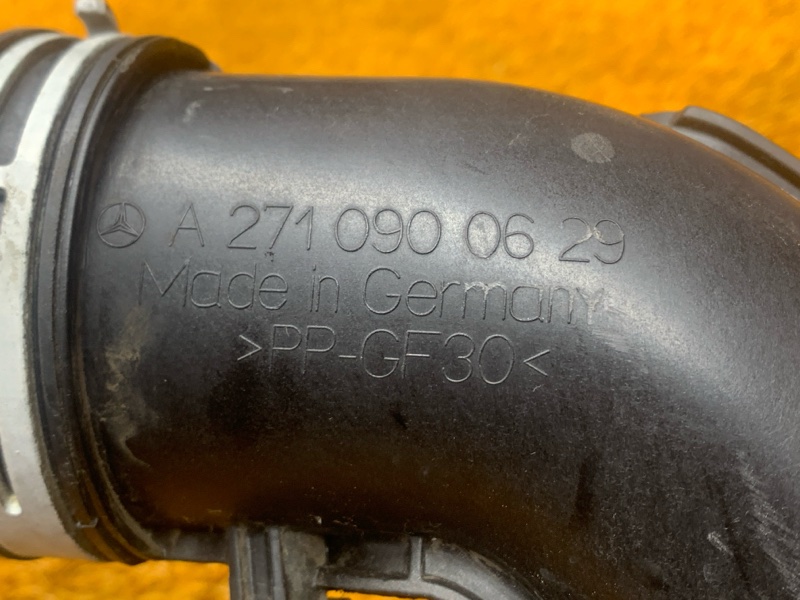 A 271 090 06 29
Made in Germany
>PP-GF30<